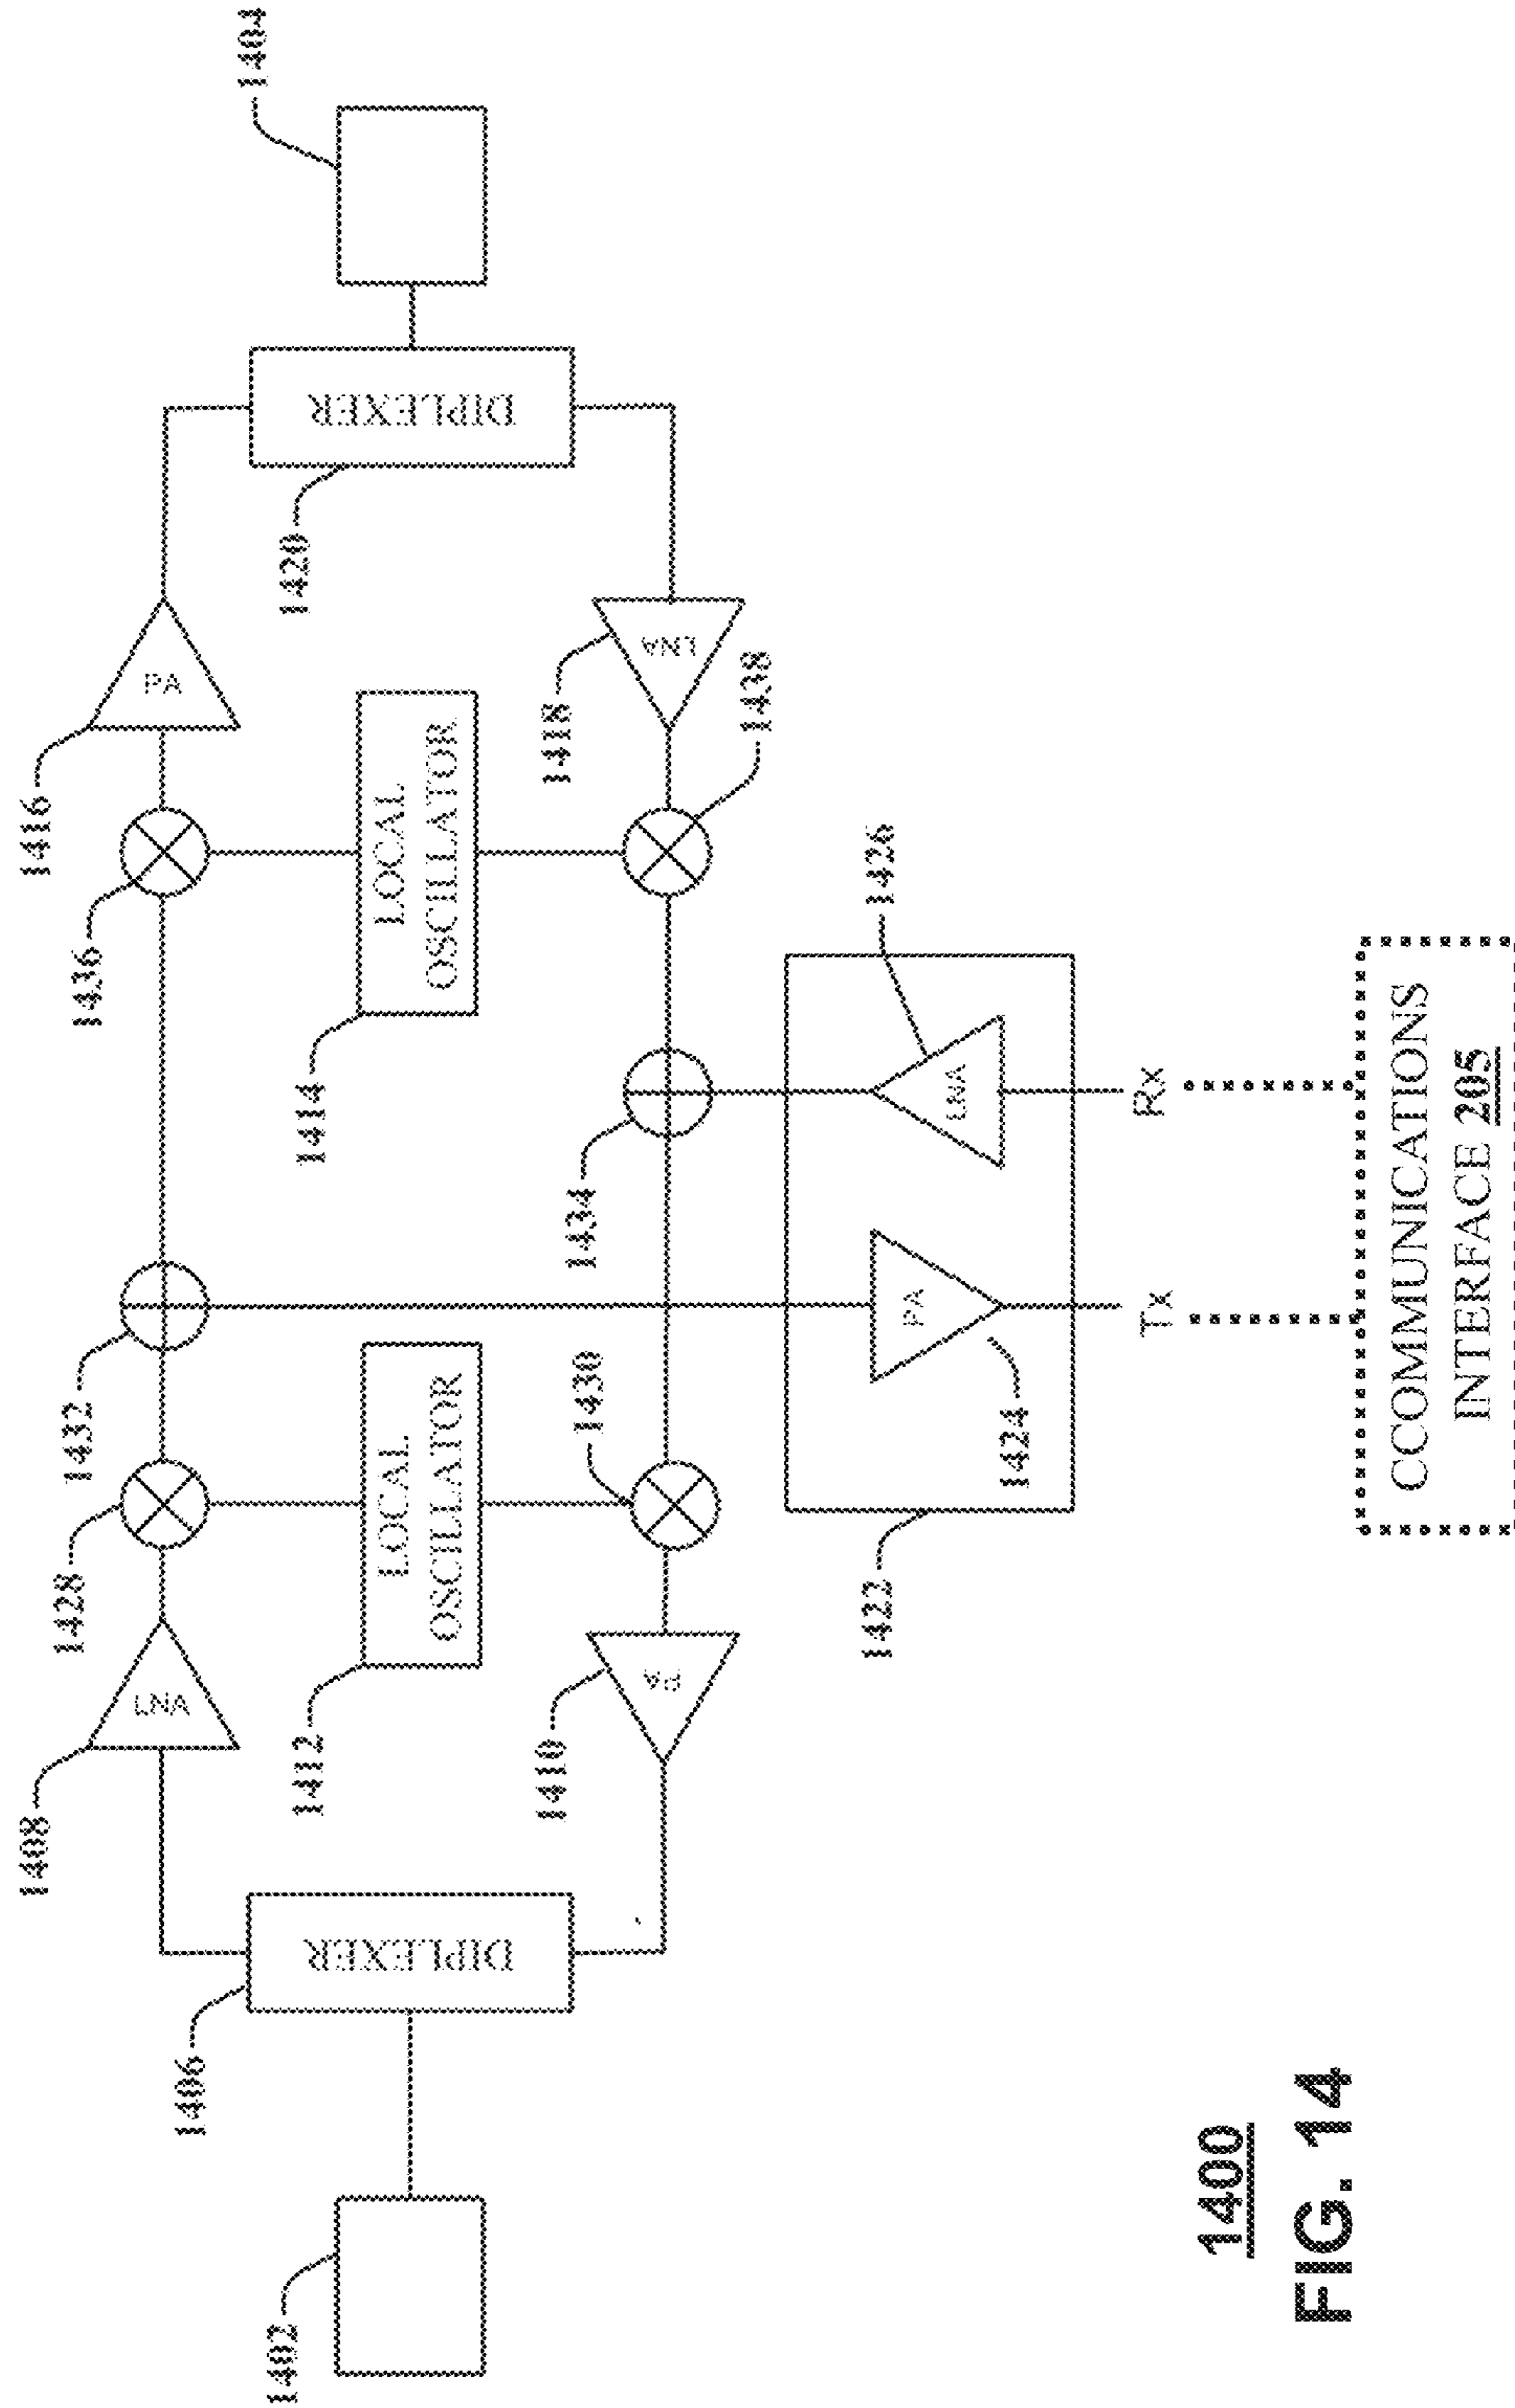 1408
1428
1432
1436
1416
LNA
PA
1406
DIPLEXER
1412
LOCAL
OSCILLATOR
1414
LOCAL
OSCILLATOR
1420
DIPLEXER
1404
1402
1410
PA
1430
1434
1418
LNA
1438
1422
1424
PA
LNA
1426
Tx
Rx
CCOMMUNICATIONS
INTERFACE 205
1400
FIG. 14